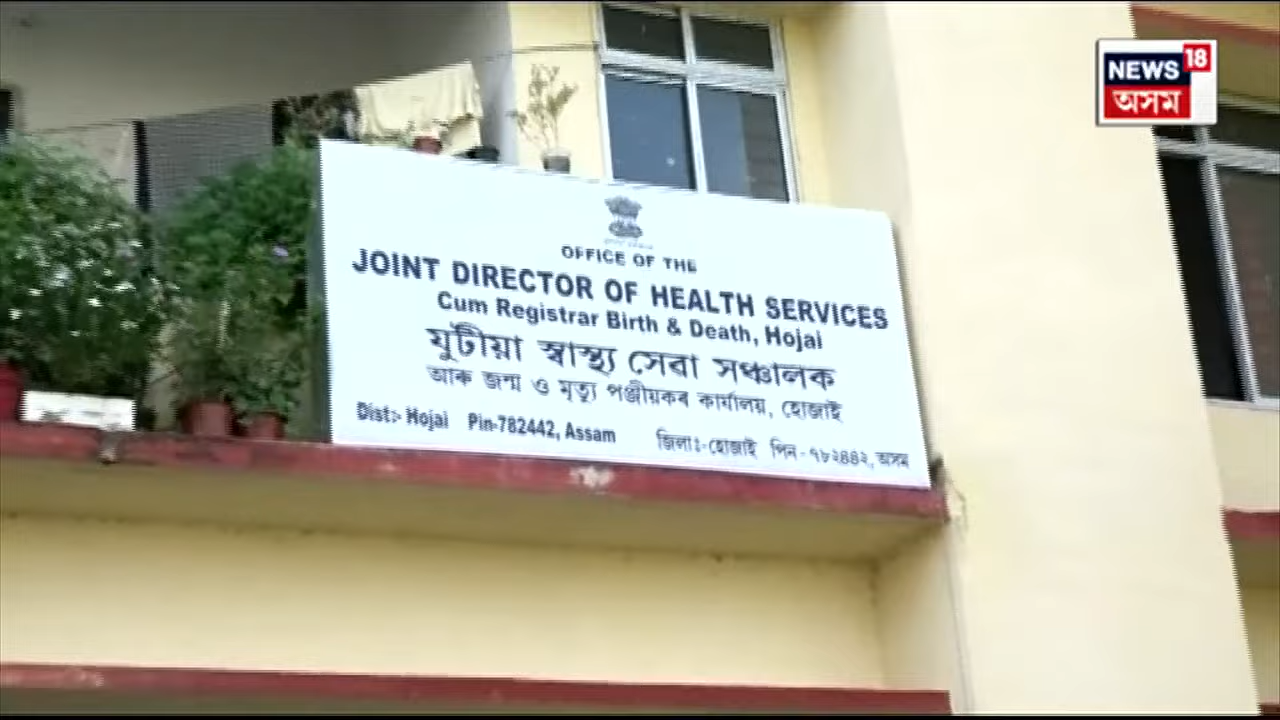 NEWS 18
অসম
OFFICE OF THE
JOINT DIRECTOR OF HEALTH SERVICES
Cum Registrar Birth & Death, Hojai
যুটীয়া স্বাস্থ্য সেৱা সঞ্চালক
আৰু জন্ম ও মৃত্যু পঞ্জীয়কৰ কাৰ্যালয়, হোজাই
Dist:- Hojai Pin-782442, Assam জিলাঃ-হোজাই পিন - ৭৮২৪৪২, অসম